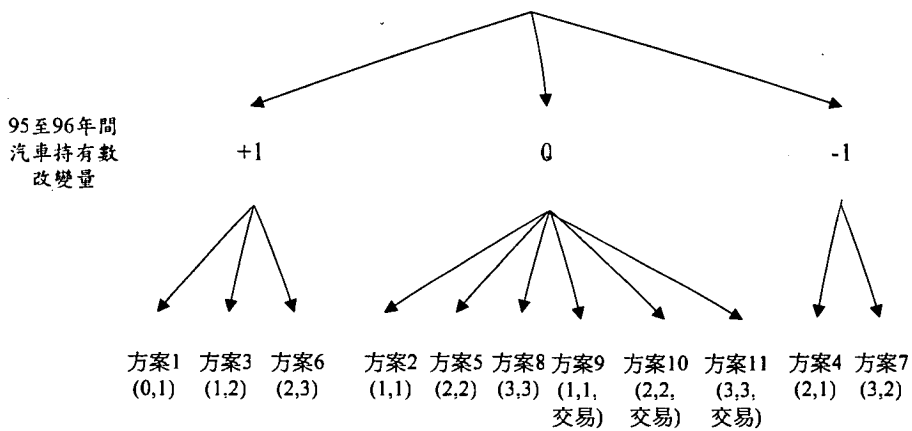 95至96年間
汽車持有數
改變量
+1 0 -1
方案1 方案3 方案6 方案2 方案5 方案8 方案9 方案10 方案11 方案4 方案7
(0,1) (1,2) (2,3) (1,1) (2,2) (3,3) (1,1, (2,2, (3,3, (2,1) (3,2)
交易) 交易) 交易)